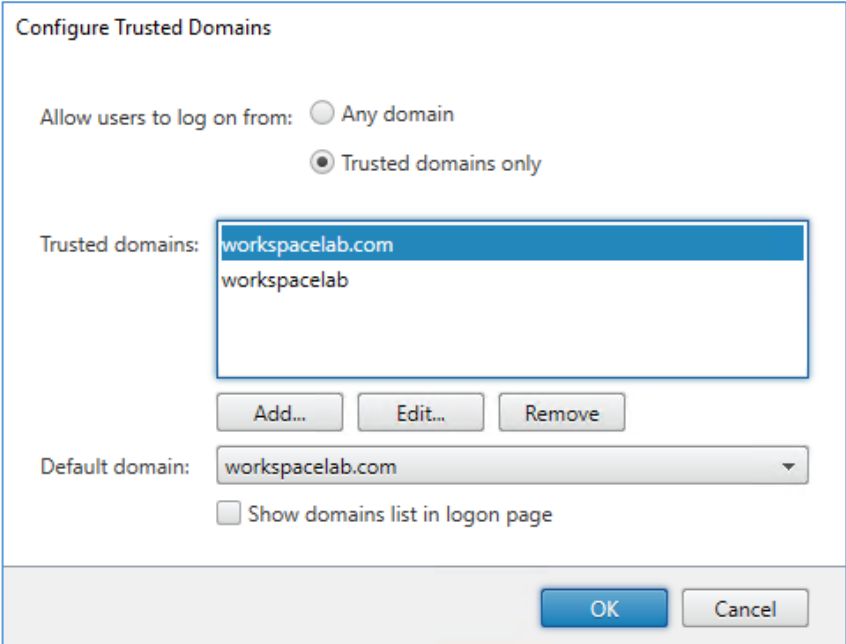 Configure Trusted Domains
Allow users to log on from: Any domain
Trusted domains only
Trusted domains: workspacelab.com
workspacelab
Add... Edit... Remove
Default domain: workspacelab.com
Show domains list in logon page
OK Cancel